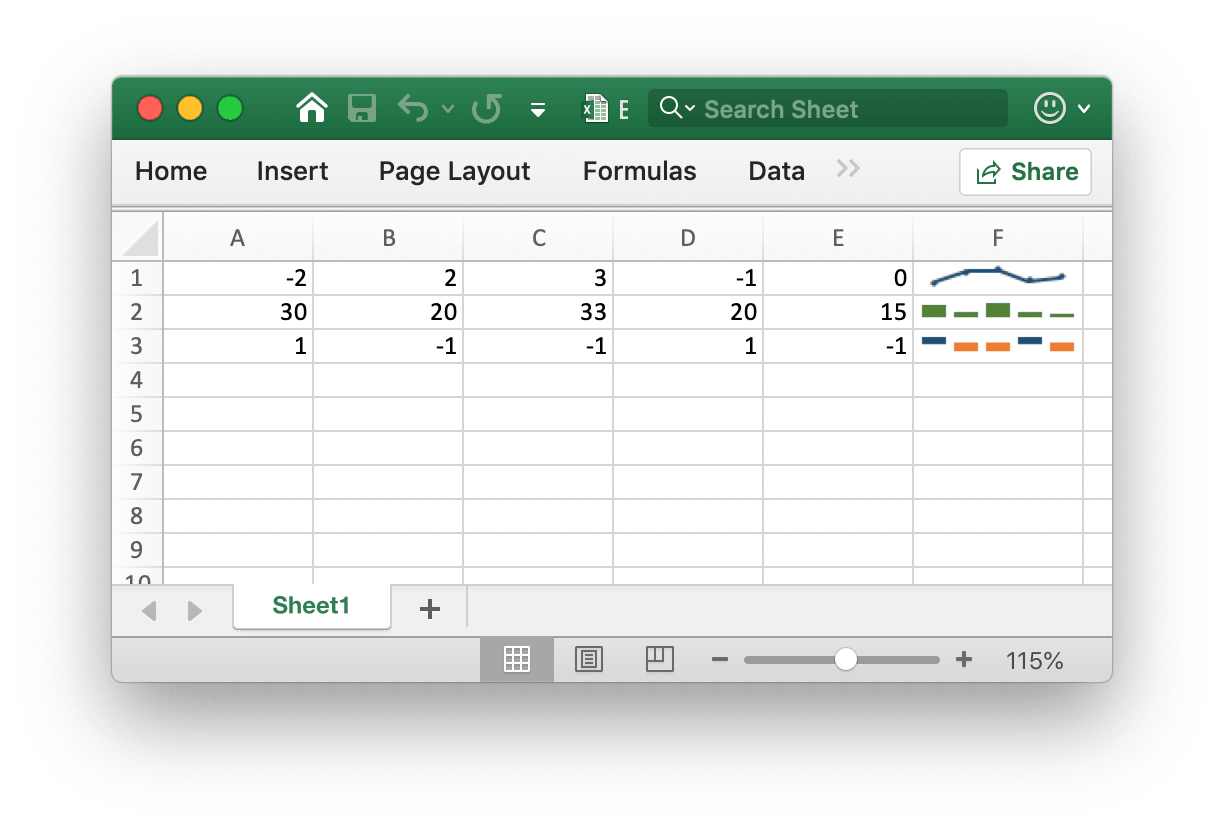 E Search Sheet
Home Insert Page Layout Formulas Data Share
A B C D E F
1 -2 2 3 -1 0
2 30 20 33 20 15
3 1 -1 -1 1 -1
4
5
6
7
8
9
10
Sheet1
115%